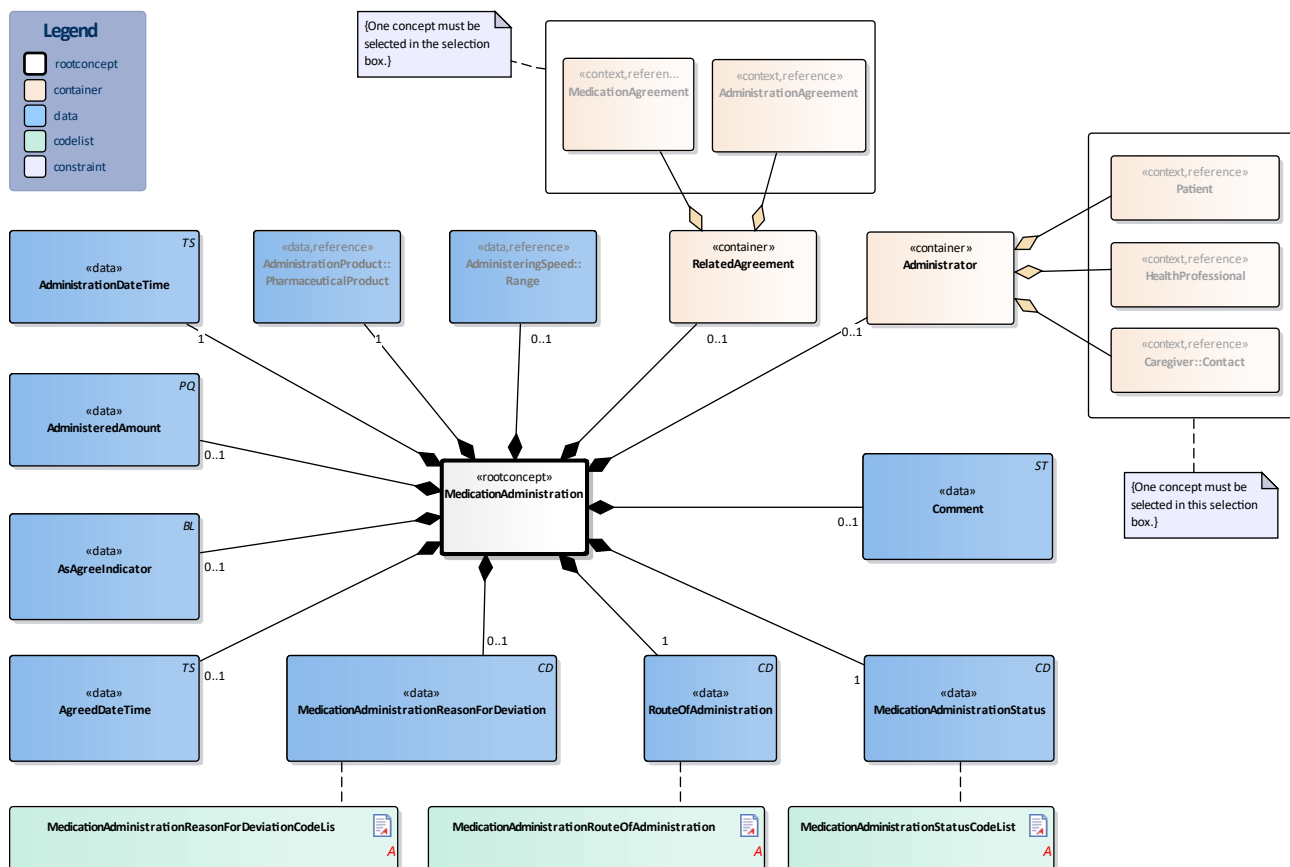 Legend
rootconcept
container
data
codelist
constraint
{One concept must be
selected in the selection
box.}
«context,referen...
MedicationAgreement
«context,reference»
AdministrationAgreement
«context,reference»
Patient
«context,reference»
HealthProfessional
«context,reference»
Caregiver::Contact
{One concept must be
selected in this selection
box.}
TS
«data»
AdministrationDateTime
1
«data,reference»
AdministrationProduct::
PharmaceuticalProduct
1
«data,reference»
AdministeringSpeed::
Range
0..1
«container»
RelatedAgreement
0..1
«container»
Administrator
0..1
PQ
«data»
AdministeredAmount
0..1
«rootconcept»
MedicationAdministration
ST
«data»
Comment
0..1
BL
«data»
AsAgreeIndicator
0..1
TS
«data»
AgreedDateTime
0..1
CD
«data»
MedicationAdministrationReasonForDeviation
0..1
CD
«data»
RouteOfAdministration
1
CD
«data»
MedicationAdministrationStatus
1
MedicationAdministrationReasonForDeviationCodeLis
A
MedicationAdministrationRouteOfAdministration
A
MedicationAdministrationStatusCodeList
A